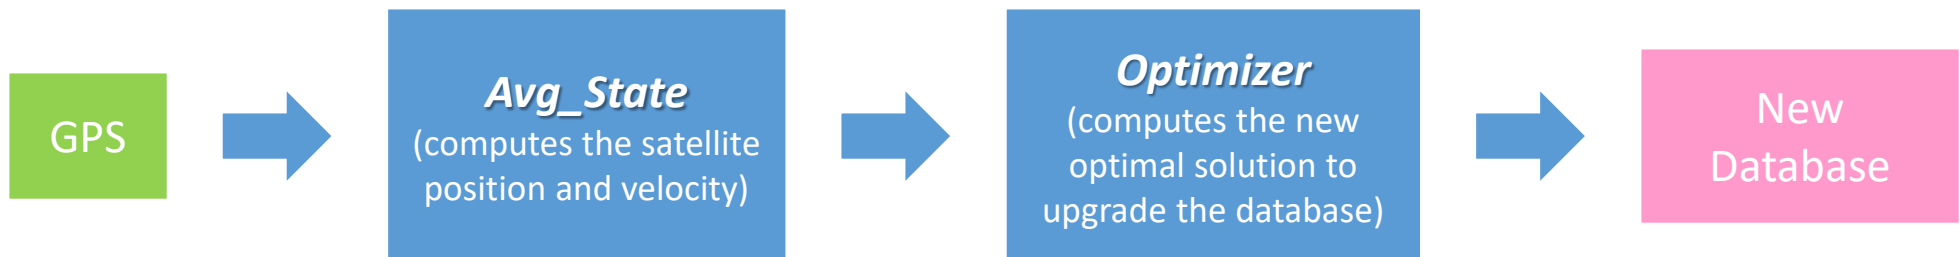 GPS
Avg_State
(computes the satellite
position and velocity)
Optimizer
(computes the new
optimal solution to
upgrade the database)
New
Database